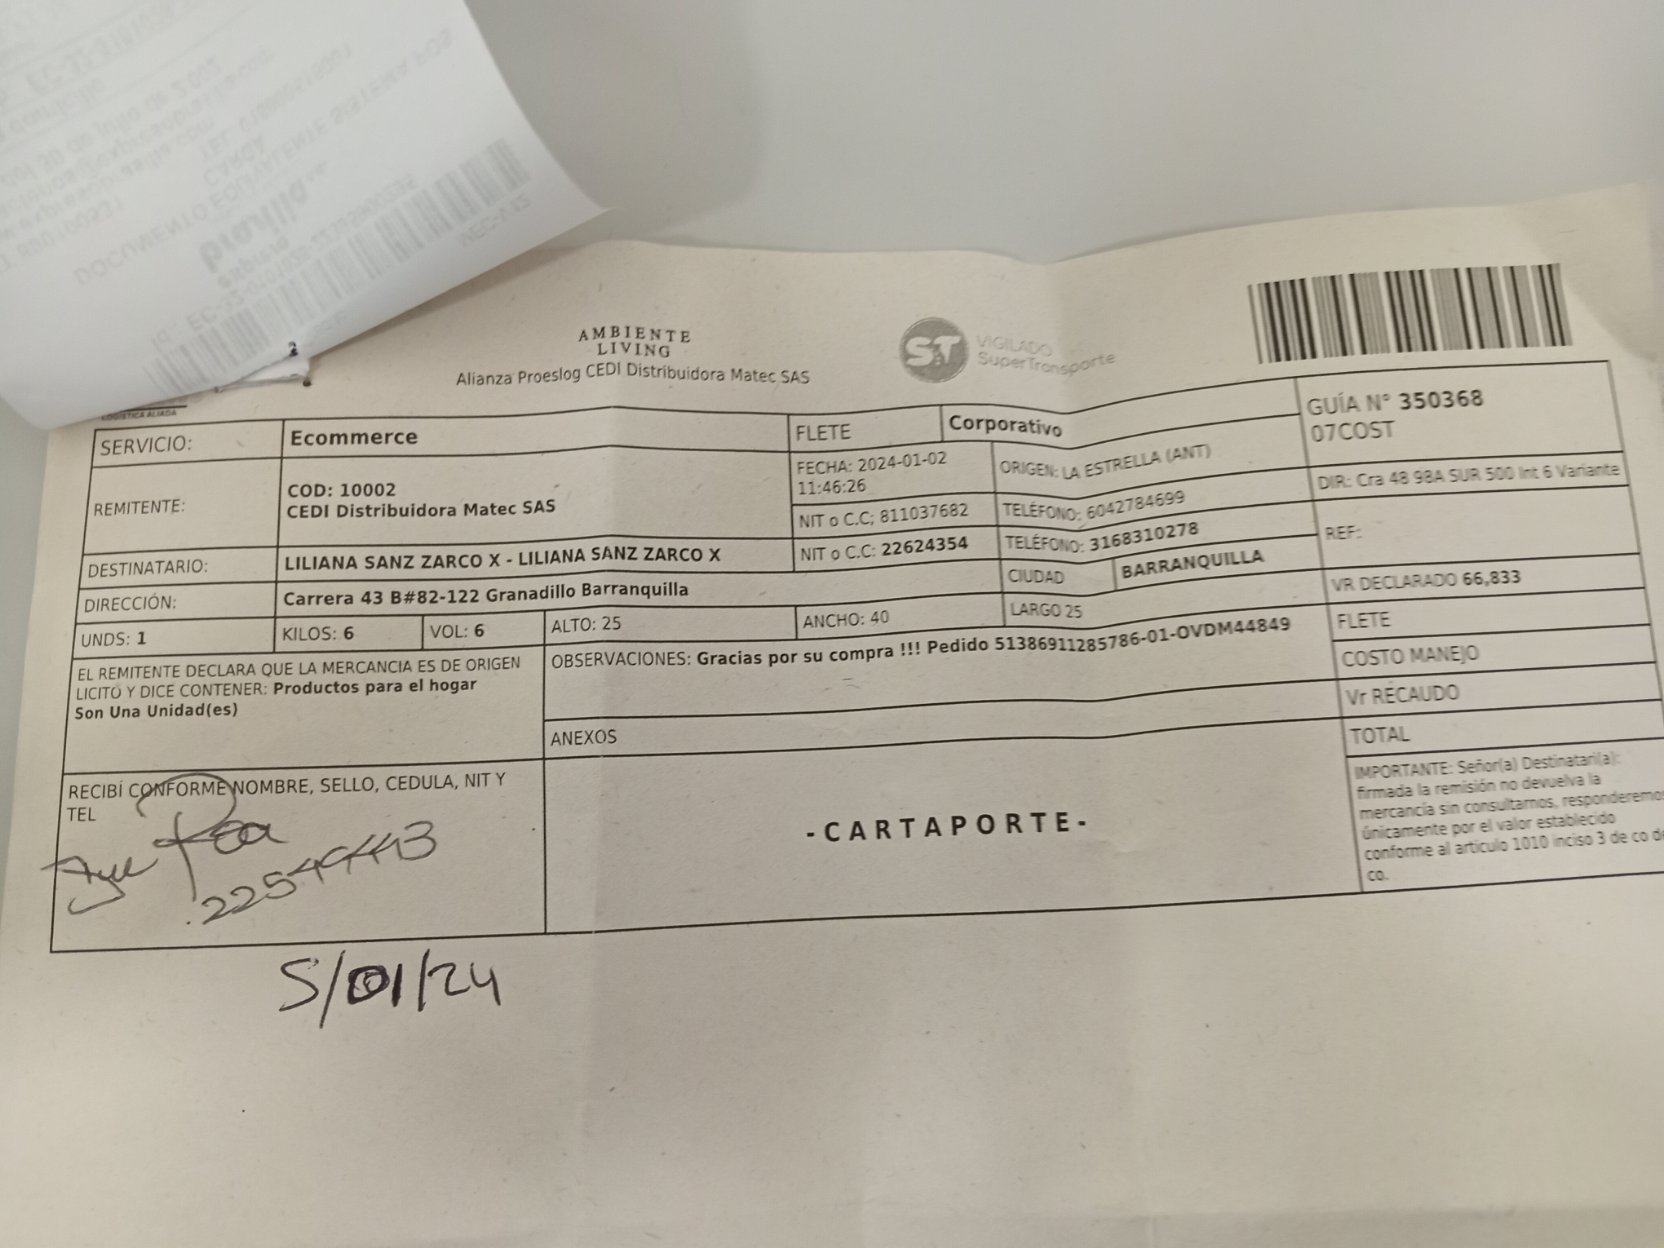 AMBIENTE
LIVING
Alianza Proeslog CEDI Distribuidora Matec SAS
ST VIGILADO
SuperTransporte
LOGÍSTICA ALIADA
SERVICIO: Ecommerce FLETE Corporativo GUÍA N° 350368
07COST
REMITENTE: COD: 10002
CEDI Distribuidora Matec SAS
FECHA: 2024-01-02
11:46:26
ORIGEN: LA ESTRELLA (ANT) DIR: Cra 48 98A SUR 500 Int 6 Variante
NIT o C.C; 811037682 TELÉFONO: 6042784699
DESTINATARIO: LILIANA SANZ ZARCO X - LILIANA SANZ ZARCO X NIT o C.C: 22624354 TELÉFONO: 3168310278 REF:
DIRECCIÓN: Carrera 43 B#82-122 Granadillo Barranquilla CIUDAD BARRANQUILLA VR DECLARADO 66,833
UNDS: 1 KILOS: 6 VOL: 6 ALTO: 25 ANCHO: 40 LARGO 25 FLETE
EL REMITENTE DECLARA QUE LA MERCANCIA ES DE ORIGEN
LICITO Y DICE CONTENER: Productos para el hogar
Son Una Unidad(es)
OBSERVACIONES: Gracias por su compra !!! Pedido 51386911285786-01-OVDM44849
COSTO MANEJO
Vr RECAUDO
ANEXOS
TOTAL
RECIBÍ CONFORME NOMBRE, SELLO, CEDULA, NIT Y
TEL
22549443
- C A R T A P O R T E -
IMPORTANTE: Señor(a) Destinatari(a):
firmada la remisión no devuelva la
mercancía sin consultarnos, responderemos
únicamente por el valor establecido
conforme al articulo 1010 inciso 3 de co de
co.
5/01/24